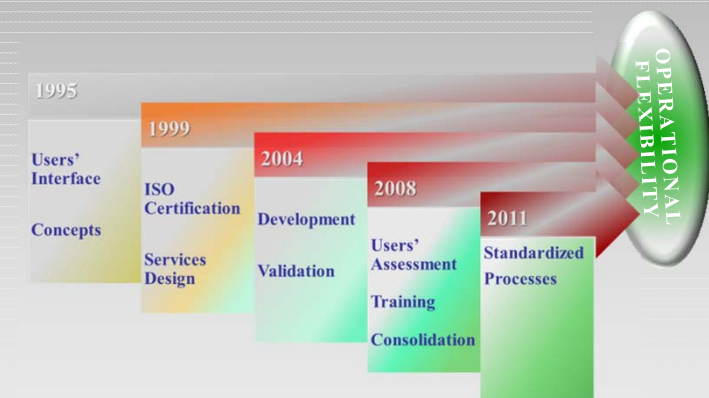 1995
Users'
Interface
Concepts
1999
ISO
Certification
Services
Design
2004
Development
Validation
2008
Users'
Assessment
Training
Consolidation
2011
Standardized
Processes
OPERATIONAL
FLEXIBILITY